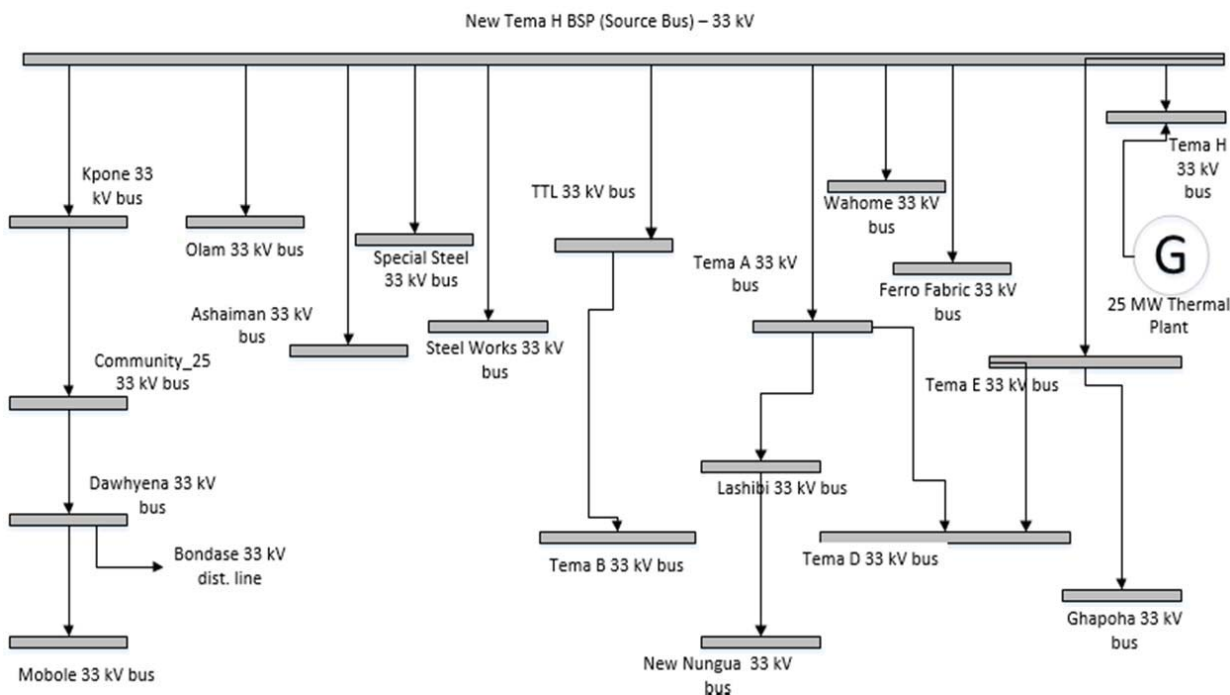 New Tema H BSP (Source Bus) – 33 kV
Kpone 33
kV bus
Olam 33 kV bus
Ashaiman 33 kV
bus
Special Steel
33 kV bus
Steel Works 33 kV
bus
TTL 33 kV bus
Tema A 33 kV
bus
Wahome 33 kV
bus
Ferro Fabric 33 kV
bus
Tema H
33 kV
bus
G
25 MW Thermal
Plant
Community_25
33 kV bus
Tema E 33 kV bus
Dawhyena 33 kV
bus
Lashibi 33 kV bus
Bondase 33 kV
dist. line
Tema B 33 kV bus
Tema D 33 kV bus
Ghapoha 33 kV
bus
Mobole 33 kV bus
New Nungua 33 kV
bus